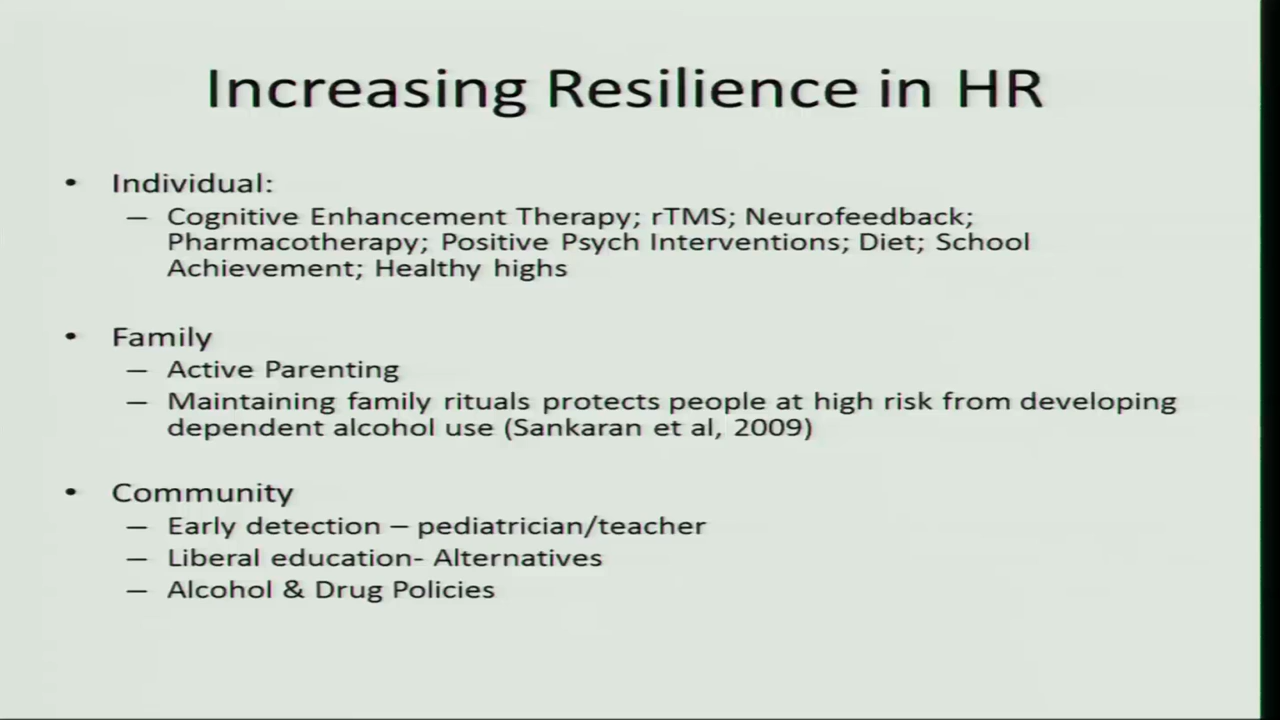 Increasing Resilience in HR
• Individual:
– Cognitive Enhancement Therapy; rTMS; Neurofeedback;
Pharmacotherapy; Positive Psych Interventions; Diet; School
Achievement; Healthy highs
• Family
– Active Parenting
– Maintaining family rituals protects people at high risk from developing
dependent alcohol use (Sankaran et al, 2009)
• Community
– Early detection – pediatrician/teacher
– Liberal education- Alternatives
– Alcohol & Drug Policies